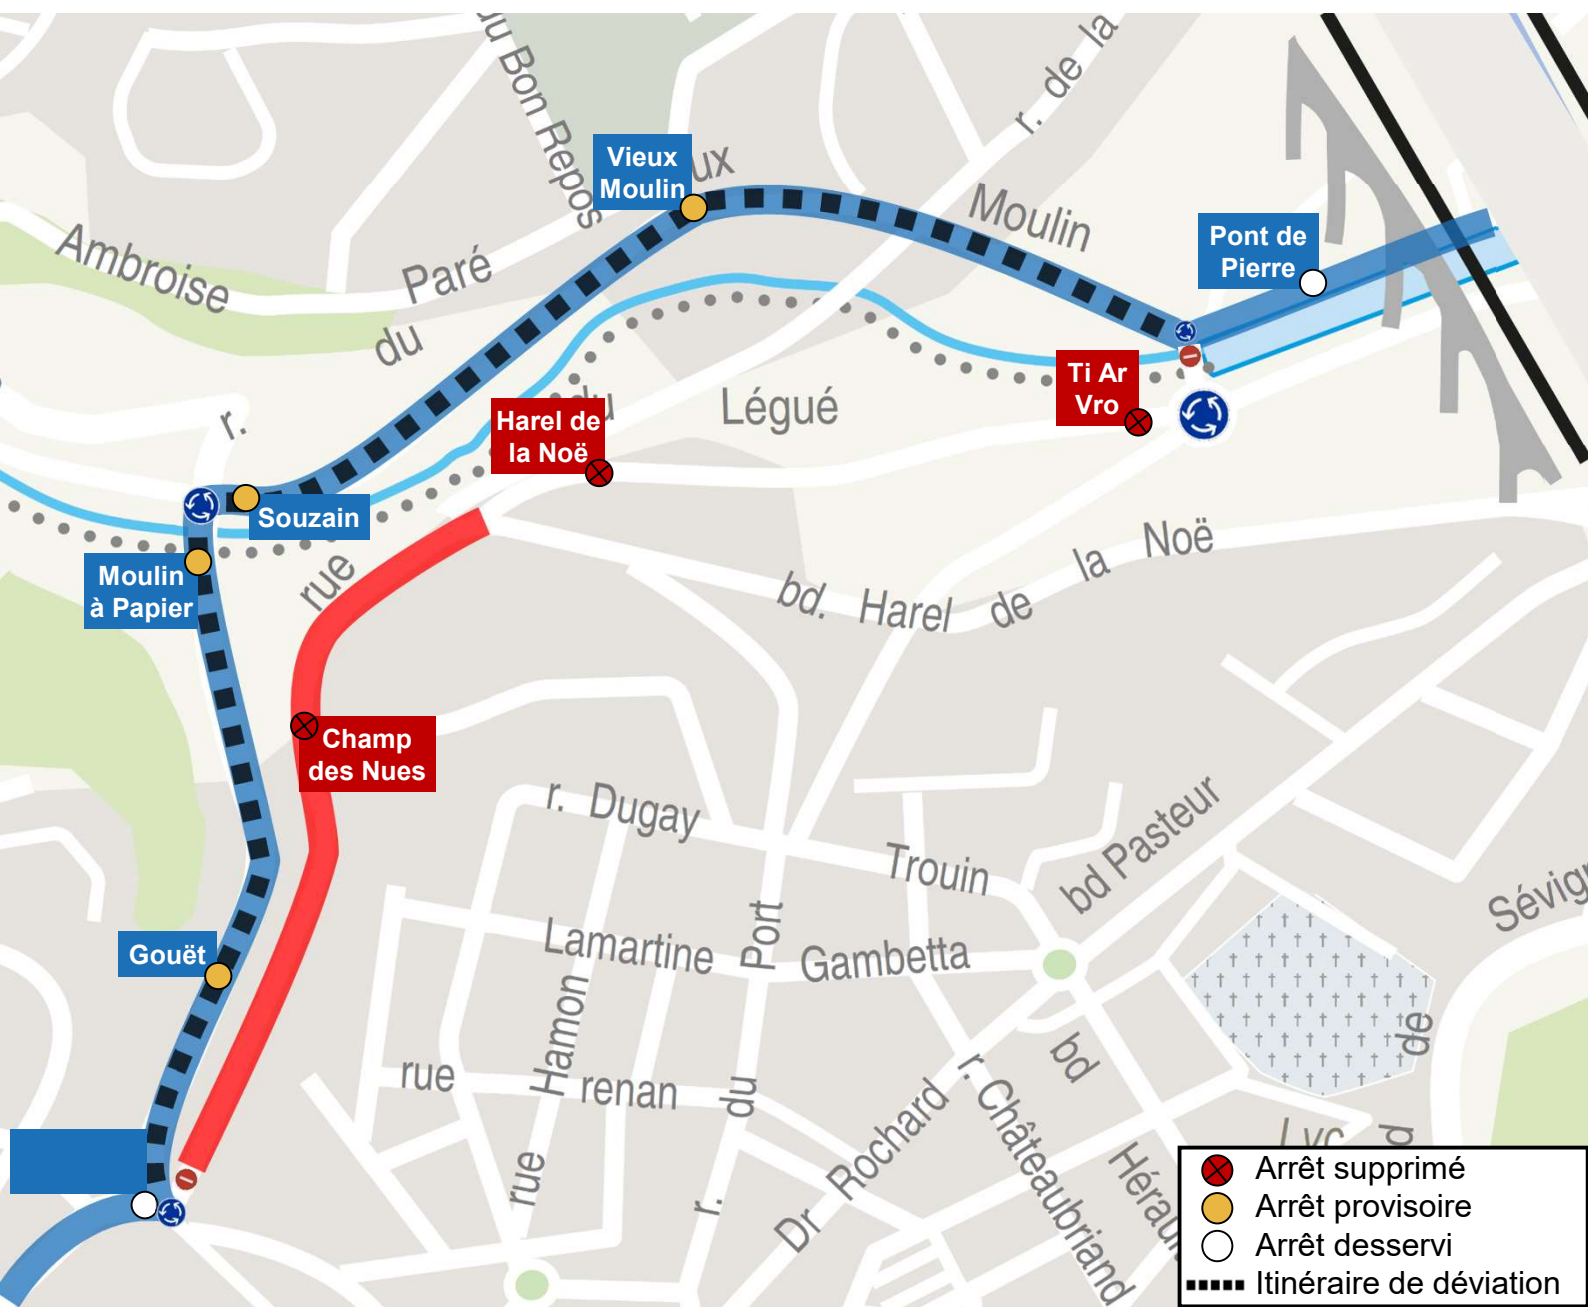 du Bon Repos
r. de la
Vieux
Moulin
ux
Moulin
Pont de
Pierre
Ambroise
Paré
du
r.
Ti Ar
Vro
Harel de
la Noë
du
Légué
Souzain
rue
Moulin
à Papier
bd. Harel de la Noë
Champ
des Nues
r. Dugay
Trouin
bd Pasteur
Sévig
Lamartine
Port
Gambetta
Gouët
Hamon
rue
renan
du
rue
r.
Dr Rochard
r. Châteaubriand
bd
Hérau
de
Lyc
d
Arrêt supprimé
Arrêt provisoire
Arrêt desservi
Itinéraire de déviation